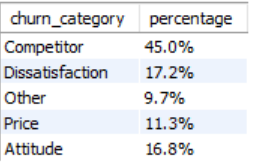 churn_category percentage
Competitor 45.0%
Dissatisfaction 17.2%
Other 9.7%
Price 11.3%
Attitude 16.8%